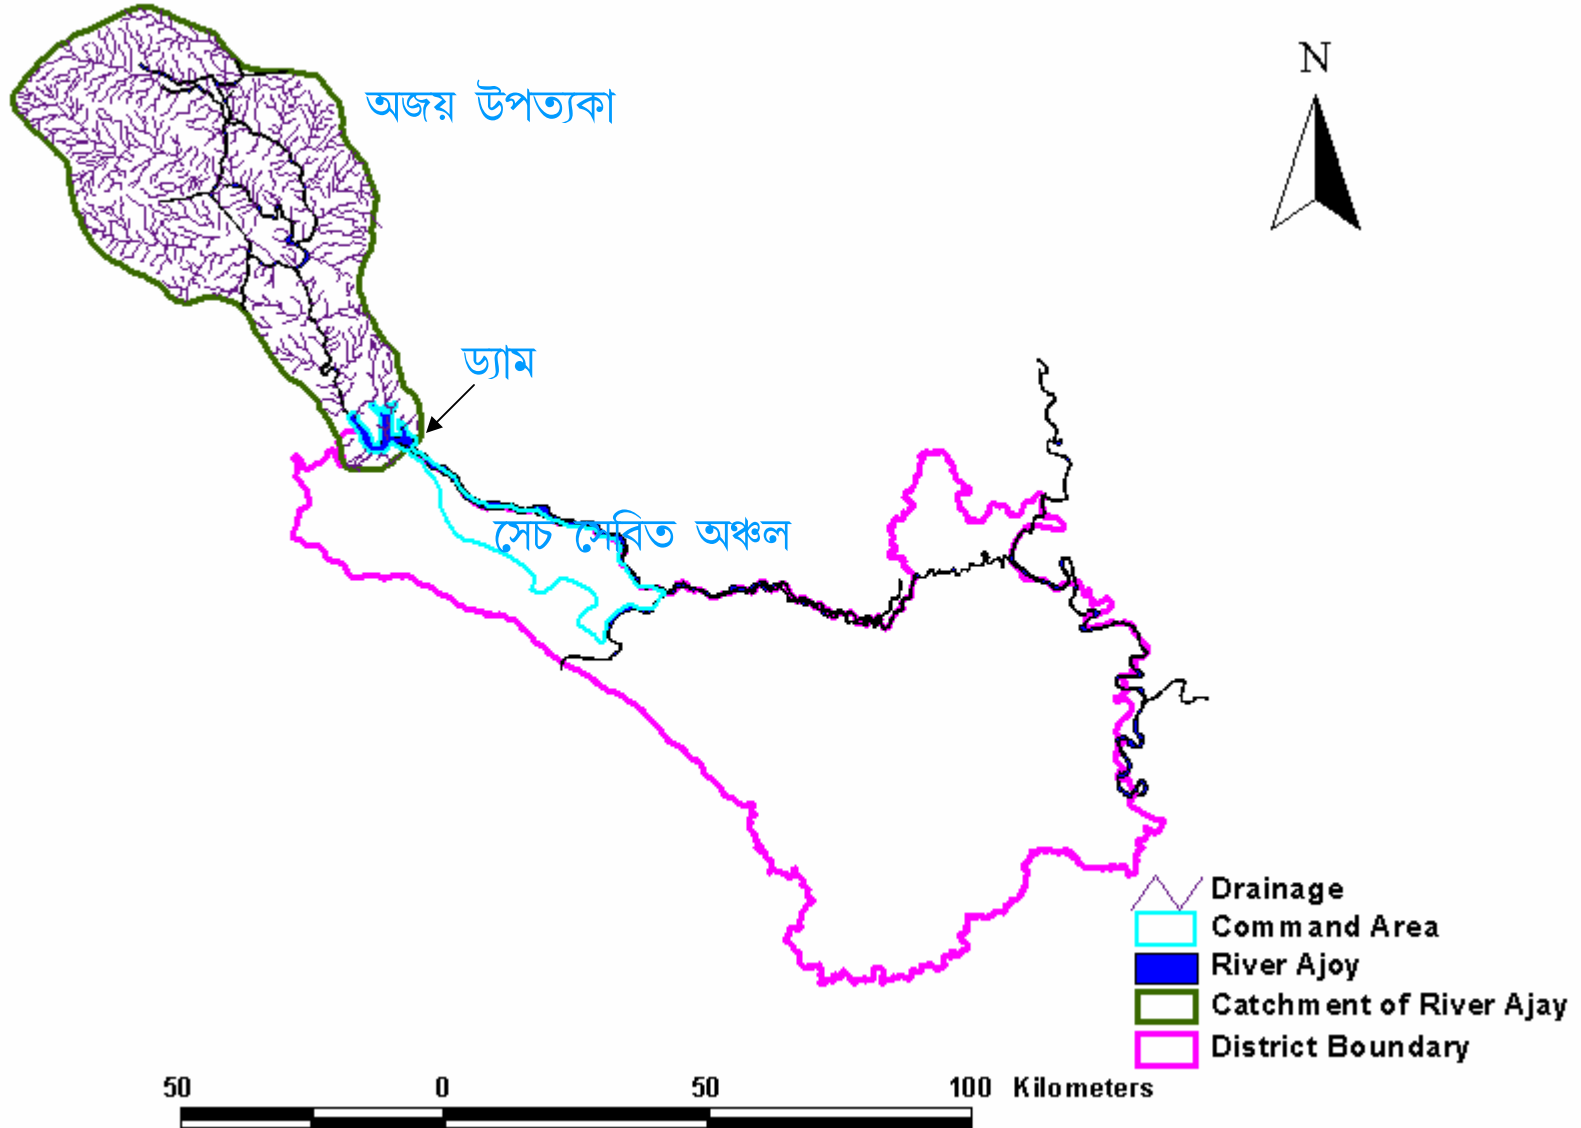 N
অজয় উপত্যকা
ড্যাম
সেচ সেবিত অঞ্চল
Drainage
Command Area
River Ajoy
Catchment of River Ajay
District Boundary
50 0 50 100 Kilometers